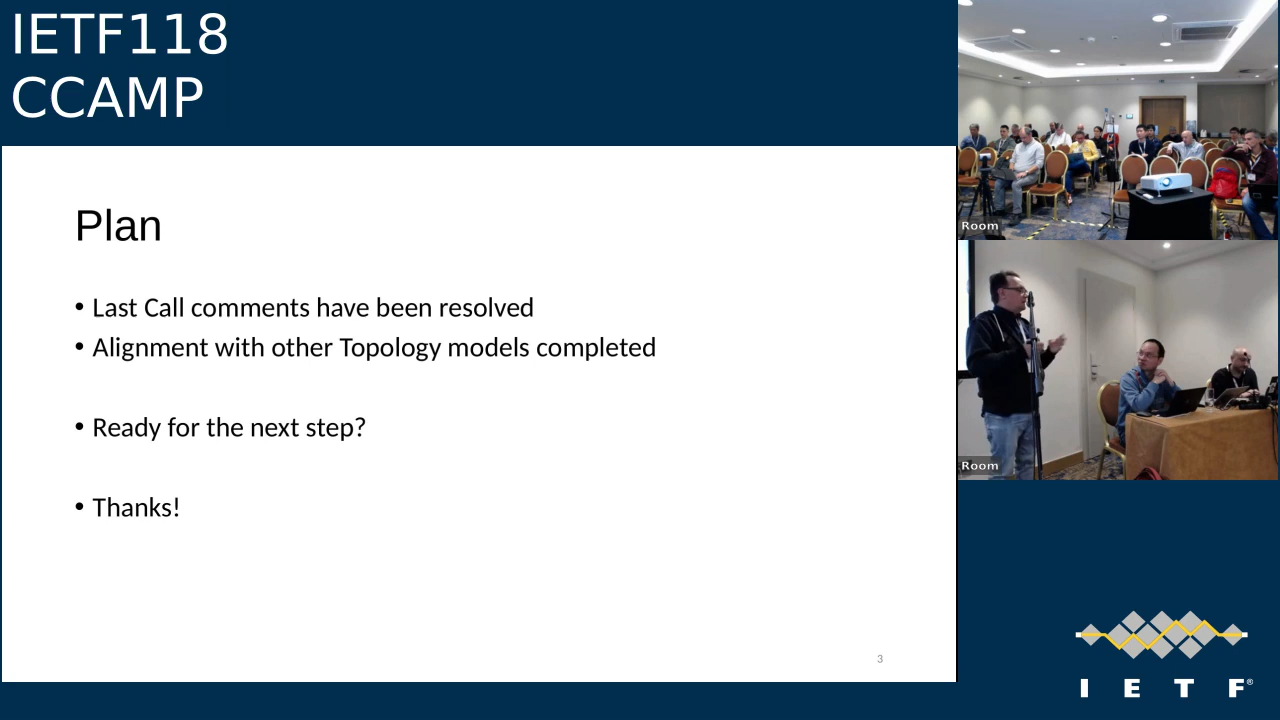 IETF118
CCAMP
Plan
• Last Call comments have been resolved
• Alignment with other Topology models completed
• Ready for the next step?
• Thanks!
3
Room
Room
I E T F®